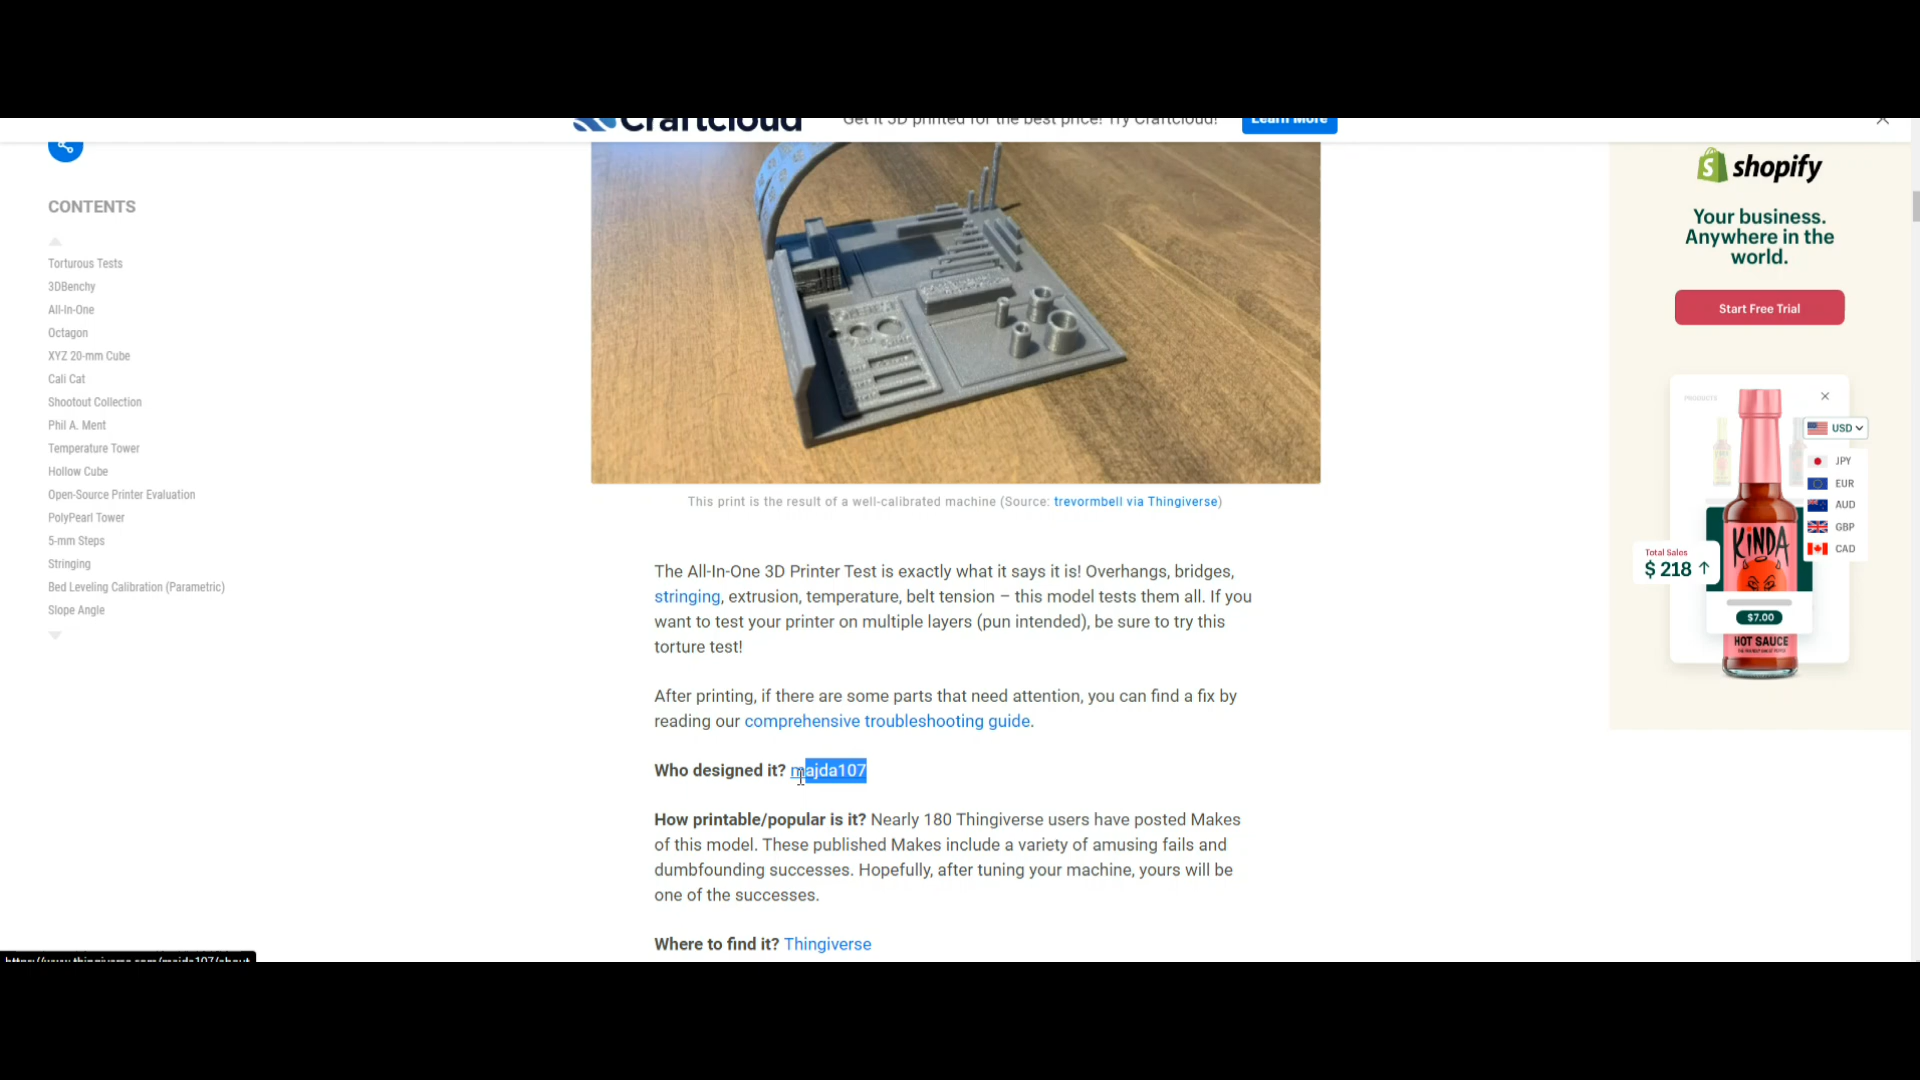 Craftcloud
Get it 3D printed for the best price! Try Craftcloud!
Learn More
CONTENTS
Torturous Tests
3DBenchy
All-In-One
Octagon
XYZ 20-mm Cube
Cali Cat
Shootout Collection
Phil A. Ment
Temperature Tower
Hollow Cube
Open-Source Printer Evaluation
PolyPearl Tower
5-mm Steps
Stringing
Bed Leveling Calibration (Parametric)
Slope Angle
This print is the result of a well-calibrated machine (Source: trevormbell via Thingiverse)
The All-In-One 3D Printer Test is exactly what it says it is! Overhangs, bridges,
stringing, extrusion, temperature, belt tension – this model tests them all. If you
want to test your printer on multiple layers (pun intended), be sure to try this
torture test!
After printing, if there are some parts that need attention, you can find a fix by
reading our comprehensive troubleshooting guide.
Who designed it? majda107
How printable/popular is it? Nearly 180 Thingiverse users have posted Makes
of this model. These published Makes include a variety of amusing fails and
dumbfounding successes. Hopefully, after tuning your machine, yours will be
one of the successes.
Where to find it? Thingiverse
https://www.thingiverse.com/majda107/about
shopify
Your business.
Anywhere in the
world.
Start Free Trial
PRODUCTS
USD
JPY
EUR
AUD
GBP
CAD
Total Sales
$ 218
KINDA
$7.00
HOT SAUCE